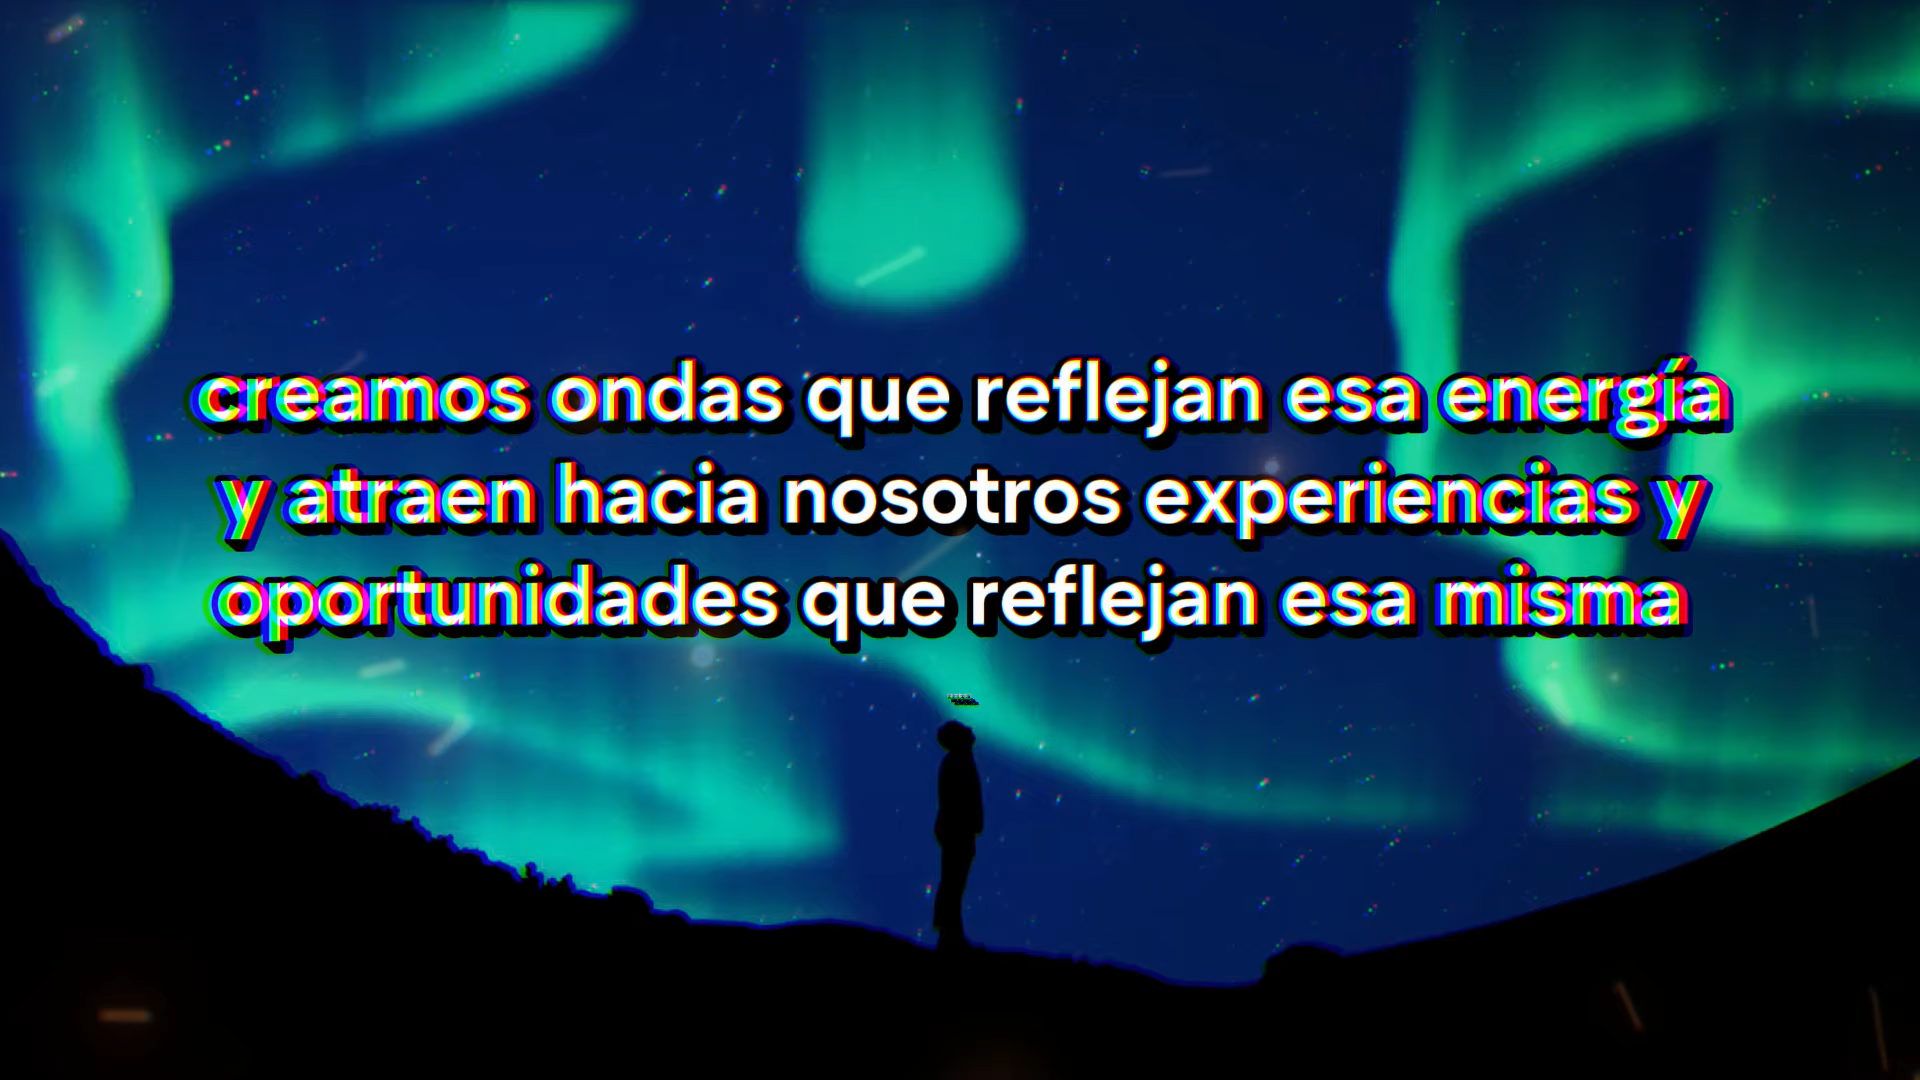 creamos ondas que reflejan esa energía
y atraen hacia nosotros experiencias y
oportunidades que reflejan esa misma